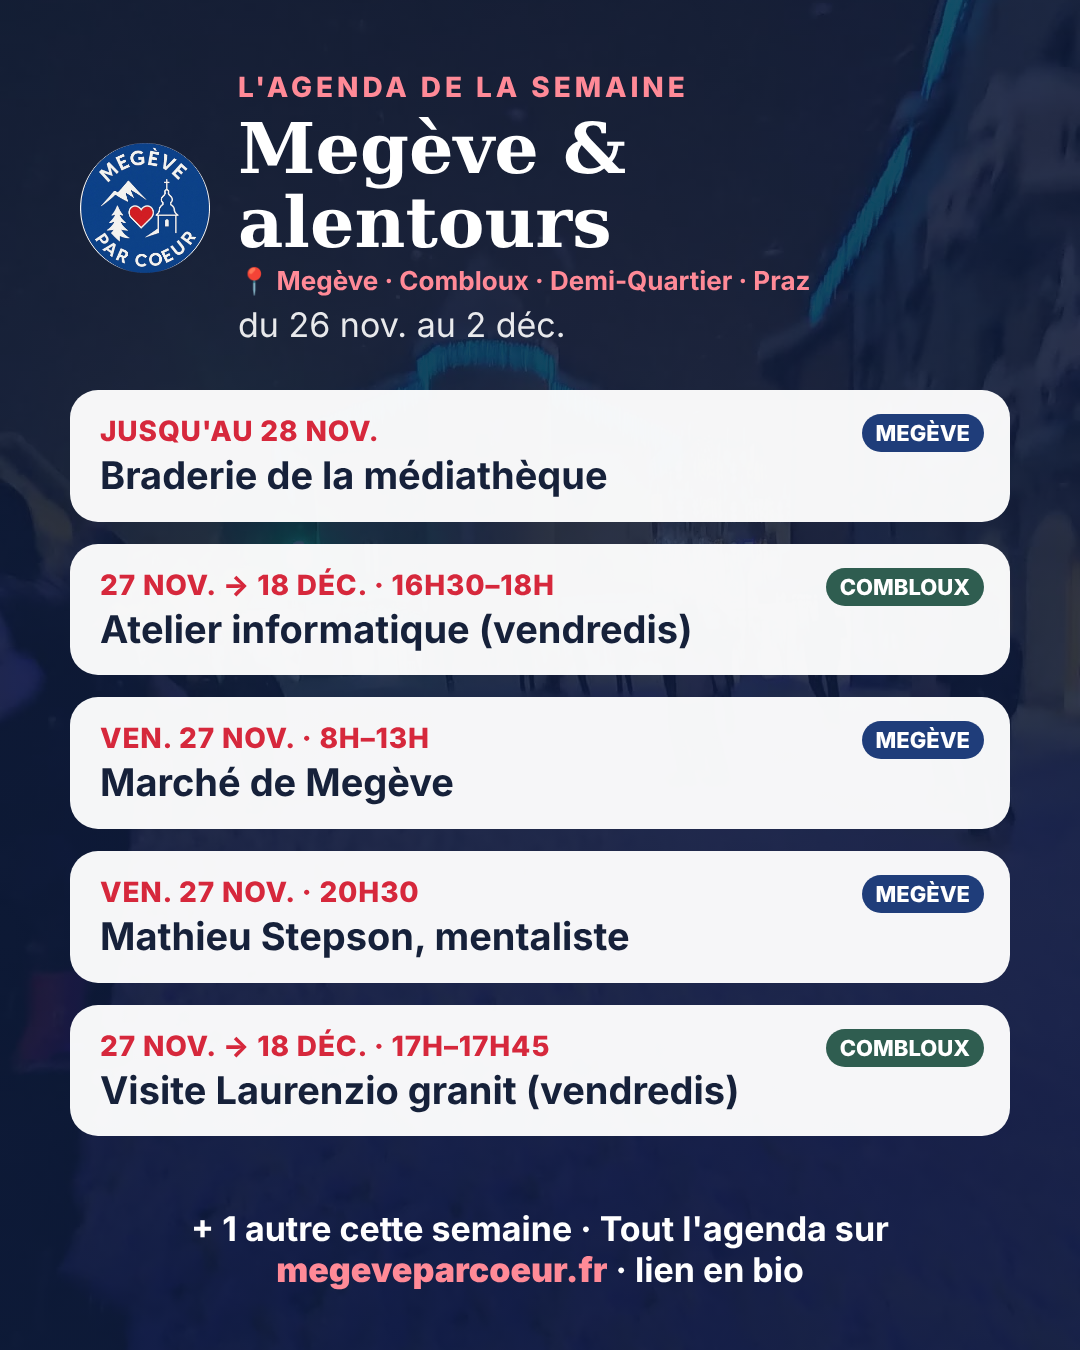 L'AGENDA DE LA SEMAINE
Megève &
alentours
📍 Megève · Combloux · Demi-Quartier · Praz
du 26 nov. au 2 déc.
MEGÈVE
PAR COEUR
JUSQU'AU 28 NOV.
MEGÈVE
Braderie de la médiathèque
27 NOV. → 18 DÉC. · 16H30–18H
COMBLOUX
Atelier informatique (vendredis)
VEN. 27 NOV. · 8H–13H
MEGÈVE
Marché de Megève
VEN. 27 NOV. · 20H30
MEGÈVE
Mathieu Stepson, mentaliste
27 NOV. → 18 DÉC. · 17H–17H45
COMBLOUX
Visite Laurenzio granit (vendredis)
+ 1 autre cette semaine · Tout l'agenda sur
megeveparcoeur.fr · lien en bio